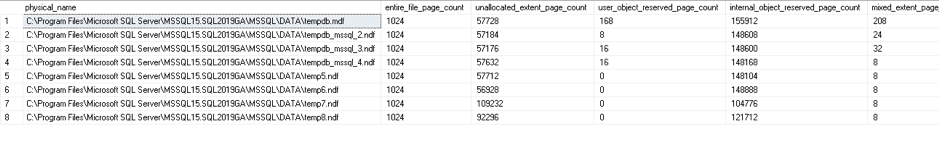 physical_name entire_file_page_count unallocated_extent_page_count user_object_reserved_page_count internal_object_reserved_page_count mixed_extent_page_
1 C:\Program Files\Microsoft SQL Server\MSSQL15.SQL2019GA\MSSQL\DATA\tempdb.mdf 1024 57728 168 155912 208
2 C:\Program Files\Microsoft SQL Server\MSSQL15.SQL2019GA\MSSQL\DATA\tempdb_mssql_2.ndf 1024 57184 8 148608 24
3 C:\Program Files\Microsoft SQL Server\MSSQL15.SQL2019GA\MSSQL\DATA\tempdb_mssql_3.ndf 1024 57176 16 148600 32
4 C:\Program Files\Microsoft SQL Server\MSSQL15.SQL2019GA\MSSQL\DATA\tempdb_mssql_4.ndf 1024 57632 16 148168 8
5 C:\Program Files\Microsoft SQL Server\MSSQL15.SQL2019GA\MSSQL\DATA\temp5.ndf 1024 57712 0 148104 8
6 C:\Program Files\Microsoft SQL Server\MSSQL15.SQL2019GA\MSSQL\DATA\temp6.ndf 1024 56928 0 148888 8
7 C:\Program Files\Microsoft SQL Server\MSSQL15.SQL2019GA\MSSQL\DATA\temp7.ndf 1024 109232 0 104776 8
8 C:\Program Files\Microsoft SQL Server\MSSQL15.SQL2019GA\MSSQL\DATA\temp8.ndf 1024 92296 0 121712 8